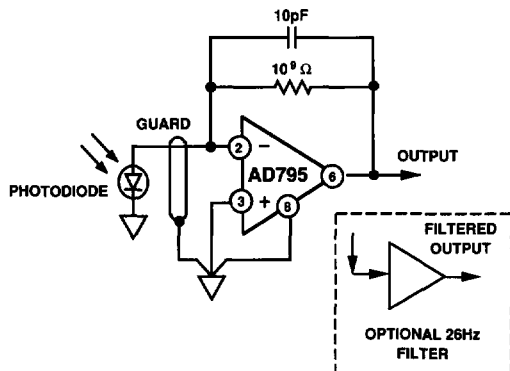 10pF
10⁹ Ω
GUARD
2
−
AD795
6
OUTPUT
PHOTODIODE
3
+
8
FILTERED
OUTPUT
OPTIONAL 26Hz
FILTER